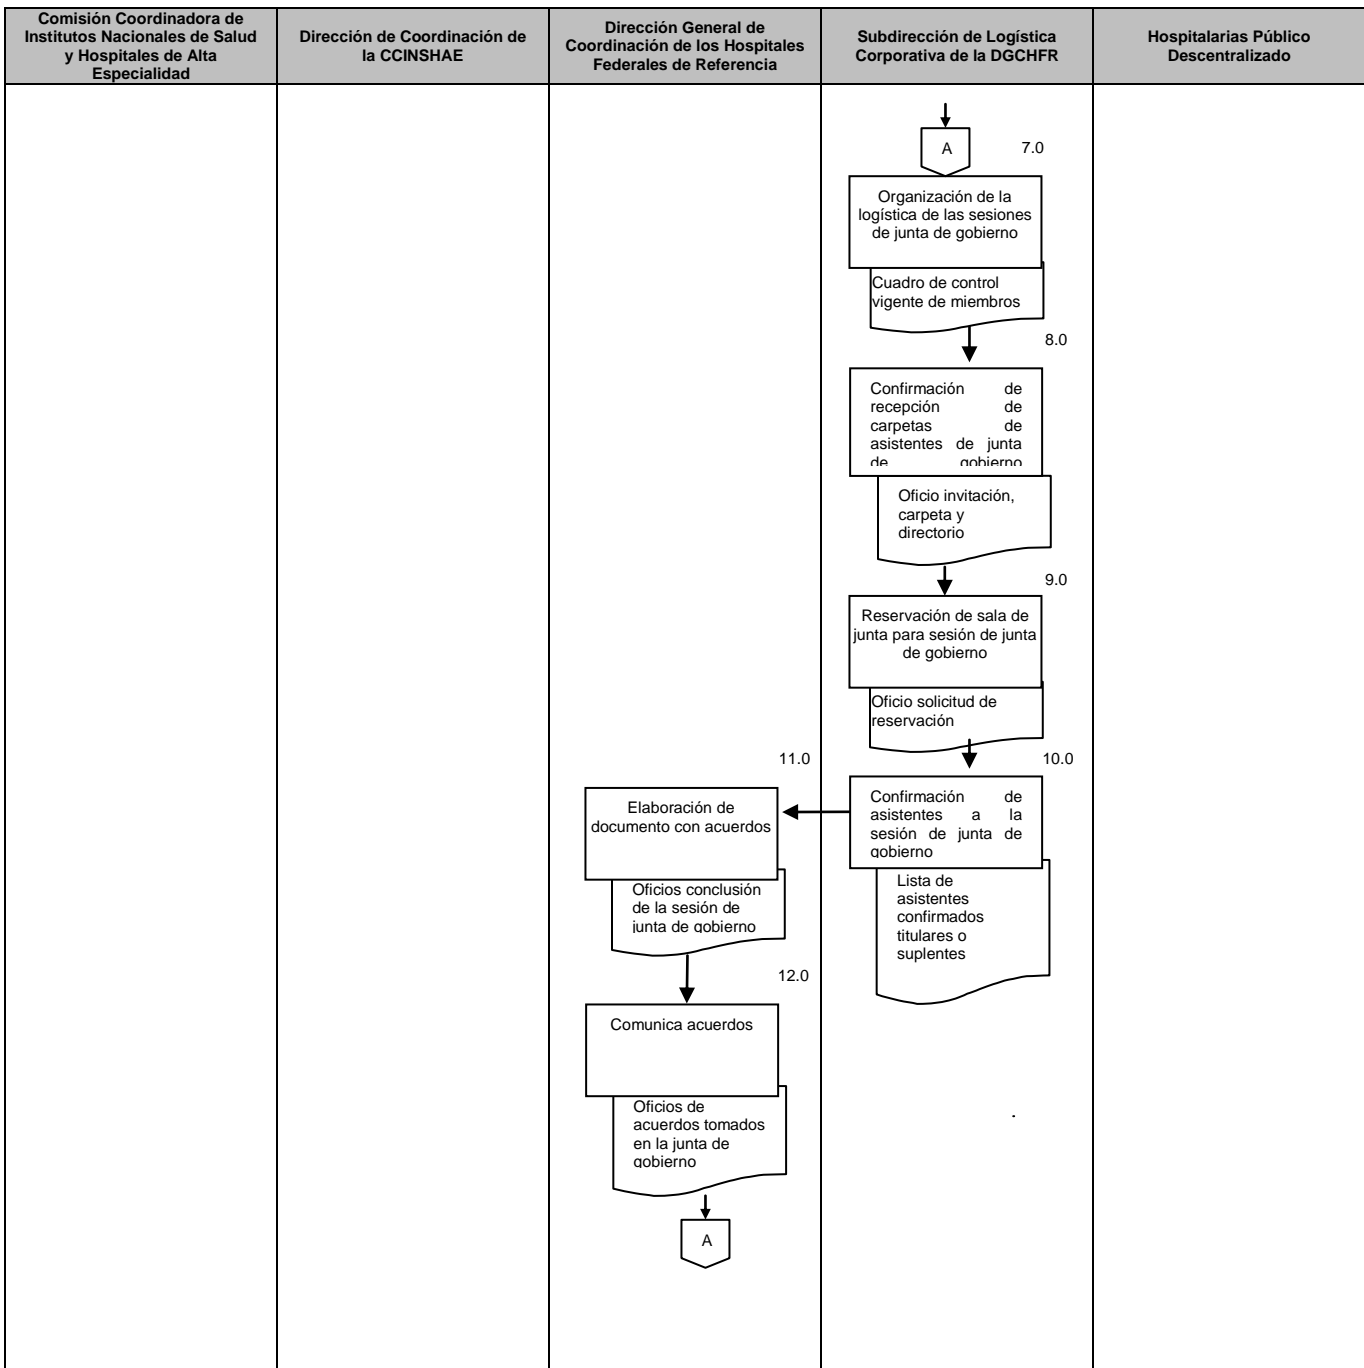 Comisión Coordinadora de
Institutos Nacionales de Salud
y Hospitales de Alta
Especialidad
Dirección de Coordinación de
la CCINSHAE
Dirección General de
Coordinación de los Hospitales
Federales de Referencia
Subdirección de Logística
Corporativa de la DGCHFR
Hospitalarias Público
Descentralizado
A
7.0
Organización de la
logística de las sesiones
de junta de gobierno
Cuadro de control
vigente de miembros
8.0
Confirmación de
recepción de
carpetas de
asistentes de junta
de gobierno
Oficio invitación,
carpeta y
directorio
9.0
Reservación de sala de
junta para sesión de junta
de gobierno
Oficio solicitud de
reservación
10.0
Confirmación de
asistentes a la
sesión de junta de
gobierno
Lista de
asistentes
confirmados
titulares o
suplentes
11.0
Elaboración de
documento con acuerdos
Oficios conclusión
de la sesión de
junta de gobierno
12.0
Comunica acuerdos
Oficios de
acuerdos tomados
en la junta de
gobierno
A
.